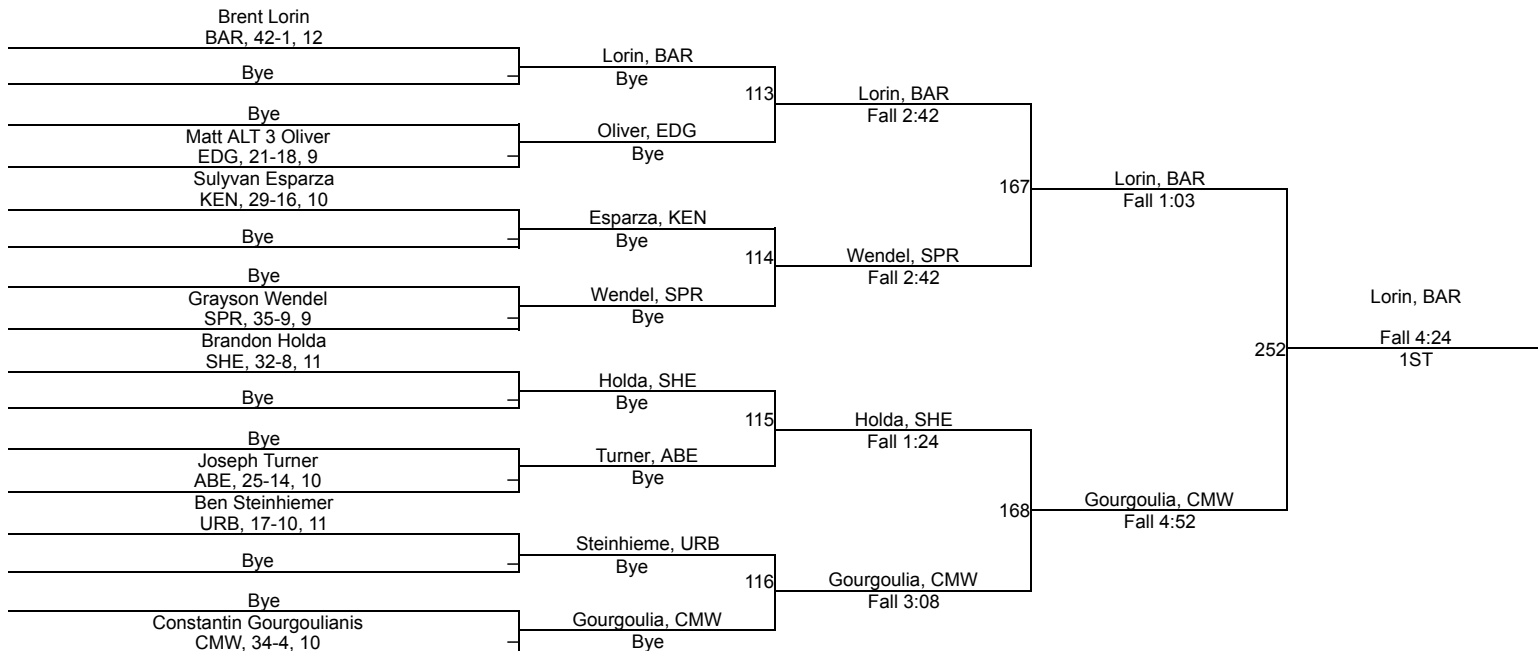 Brent Lorin
BAR, 42-1, 12
Bye
Bye
Matt ALT 3 Oliver
EDG, 21-18, 9
Sulyvan Esparza
KEN, 29-16, 10
Bye
Bye
Grayson Wendel
SPR, 35-9, 9
Brandon Holda
SHE, 32-8, 11
Bye
Bye
Joseph Turner
ABE, 25-14, 10
Ben Steinhiemer
URB, 17-10, 11
Bye
Bye
Constantin Gourgoulianis
CMW, 34-4, 10
Lorin, BAR
Bye
113
Oliver, EDG
Bye
Esparza, KEN
Bye
114
Wendel, SPR
Bye
Holda, SHE
Bye
115
Turner, ABE
Bye
Steinhieme, URB
Bye
116
Gourgoulia, CMW
Bye
Lorin, BAR
Fall 2:42
167
Wendel, SPR
Fall 2:42
Holda, SHE
Fall 1:24
168
Gourgoulia, CMW
Fall 3:08
Lorin, BAR
Fall 1:03
252
Gourgoulia, CMW
Fall 4:52
Lorin, BAR
Fall 4:24
1ST